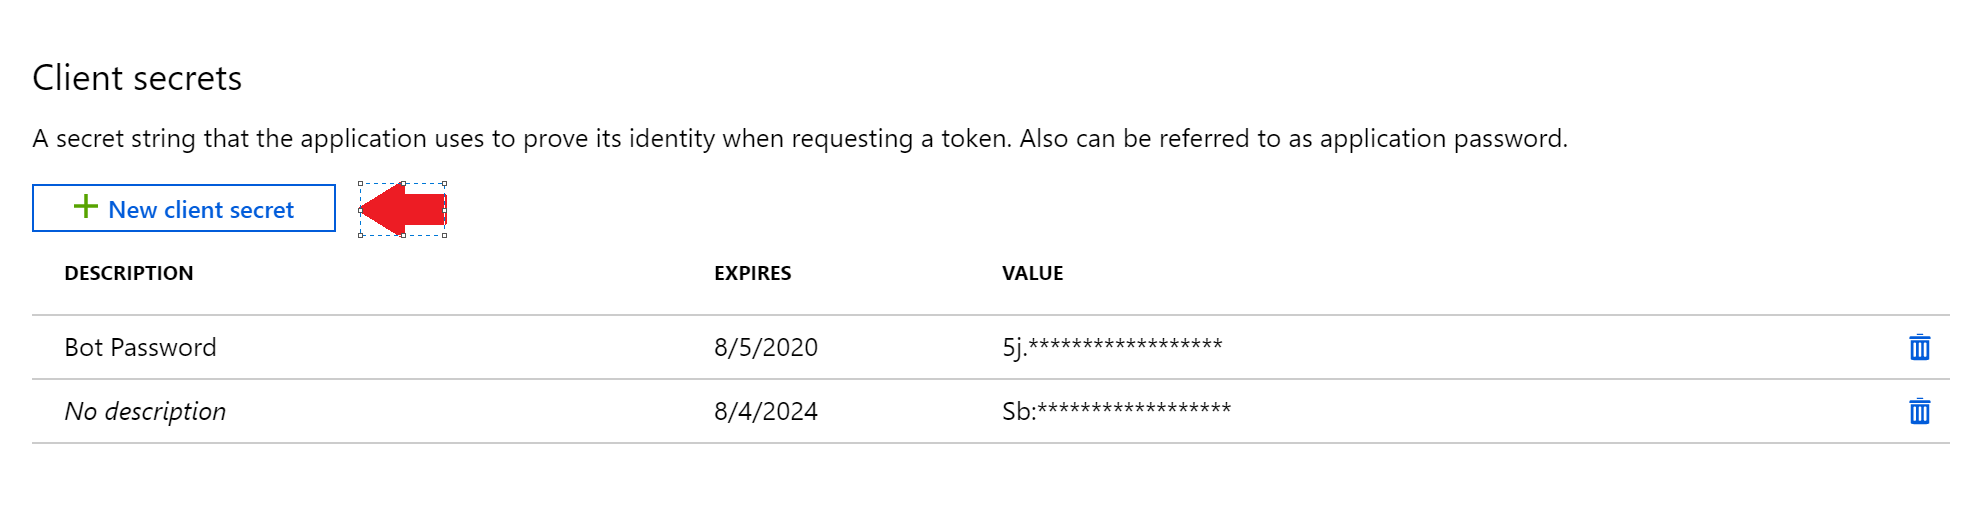 Client secrets
A secret string that the application uses to prove its identity when requesting a token. Also can be referred to as application password.
New client secret
DESCRIPTION EXPIRES VALUE
Bot Password 8/5/2020 5j.******************
No description 8/4/2024 Sb:******************